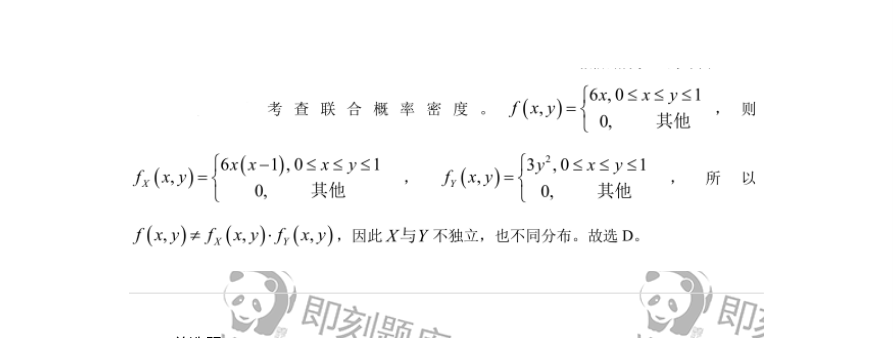 考查联合概率密度。 f(x,y)={6x,0≤x≤y≤1 0, 其他 ，则
f_X(x,y)={6x(x−1),0≤x≤y≤1 0, 其他 ， f_Y(x,y)={3y²,0≤x≤y≤1 0, 其他 ，所以
f(x,y)≠f_X(x,y)·f_Y(x,y)，因此 X与Y 不独立，也不同分布。故选 D。
即刻题库 即